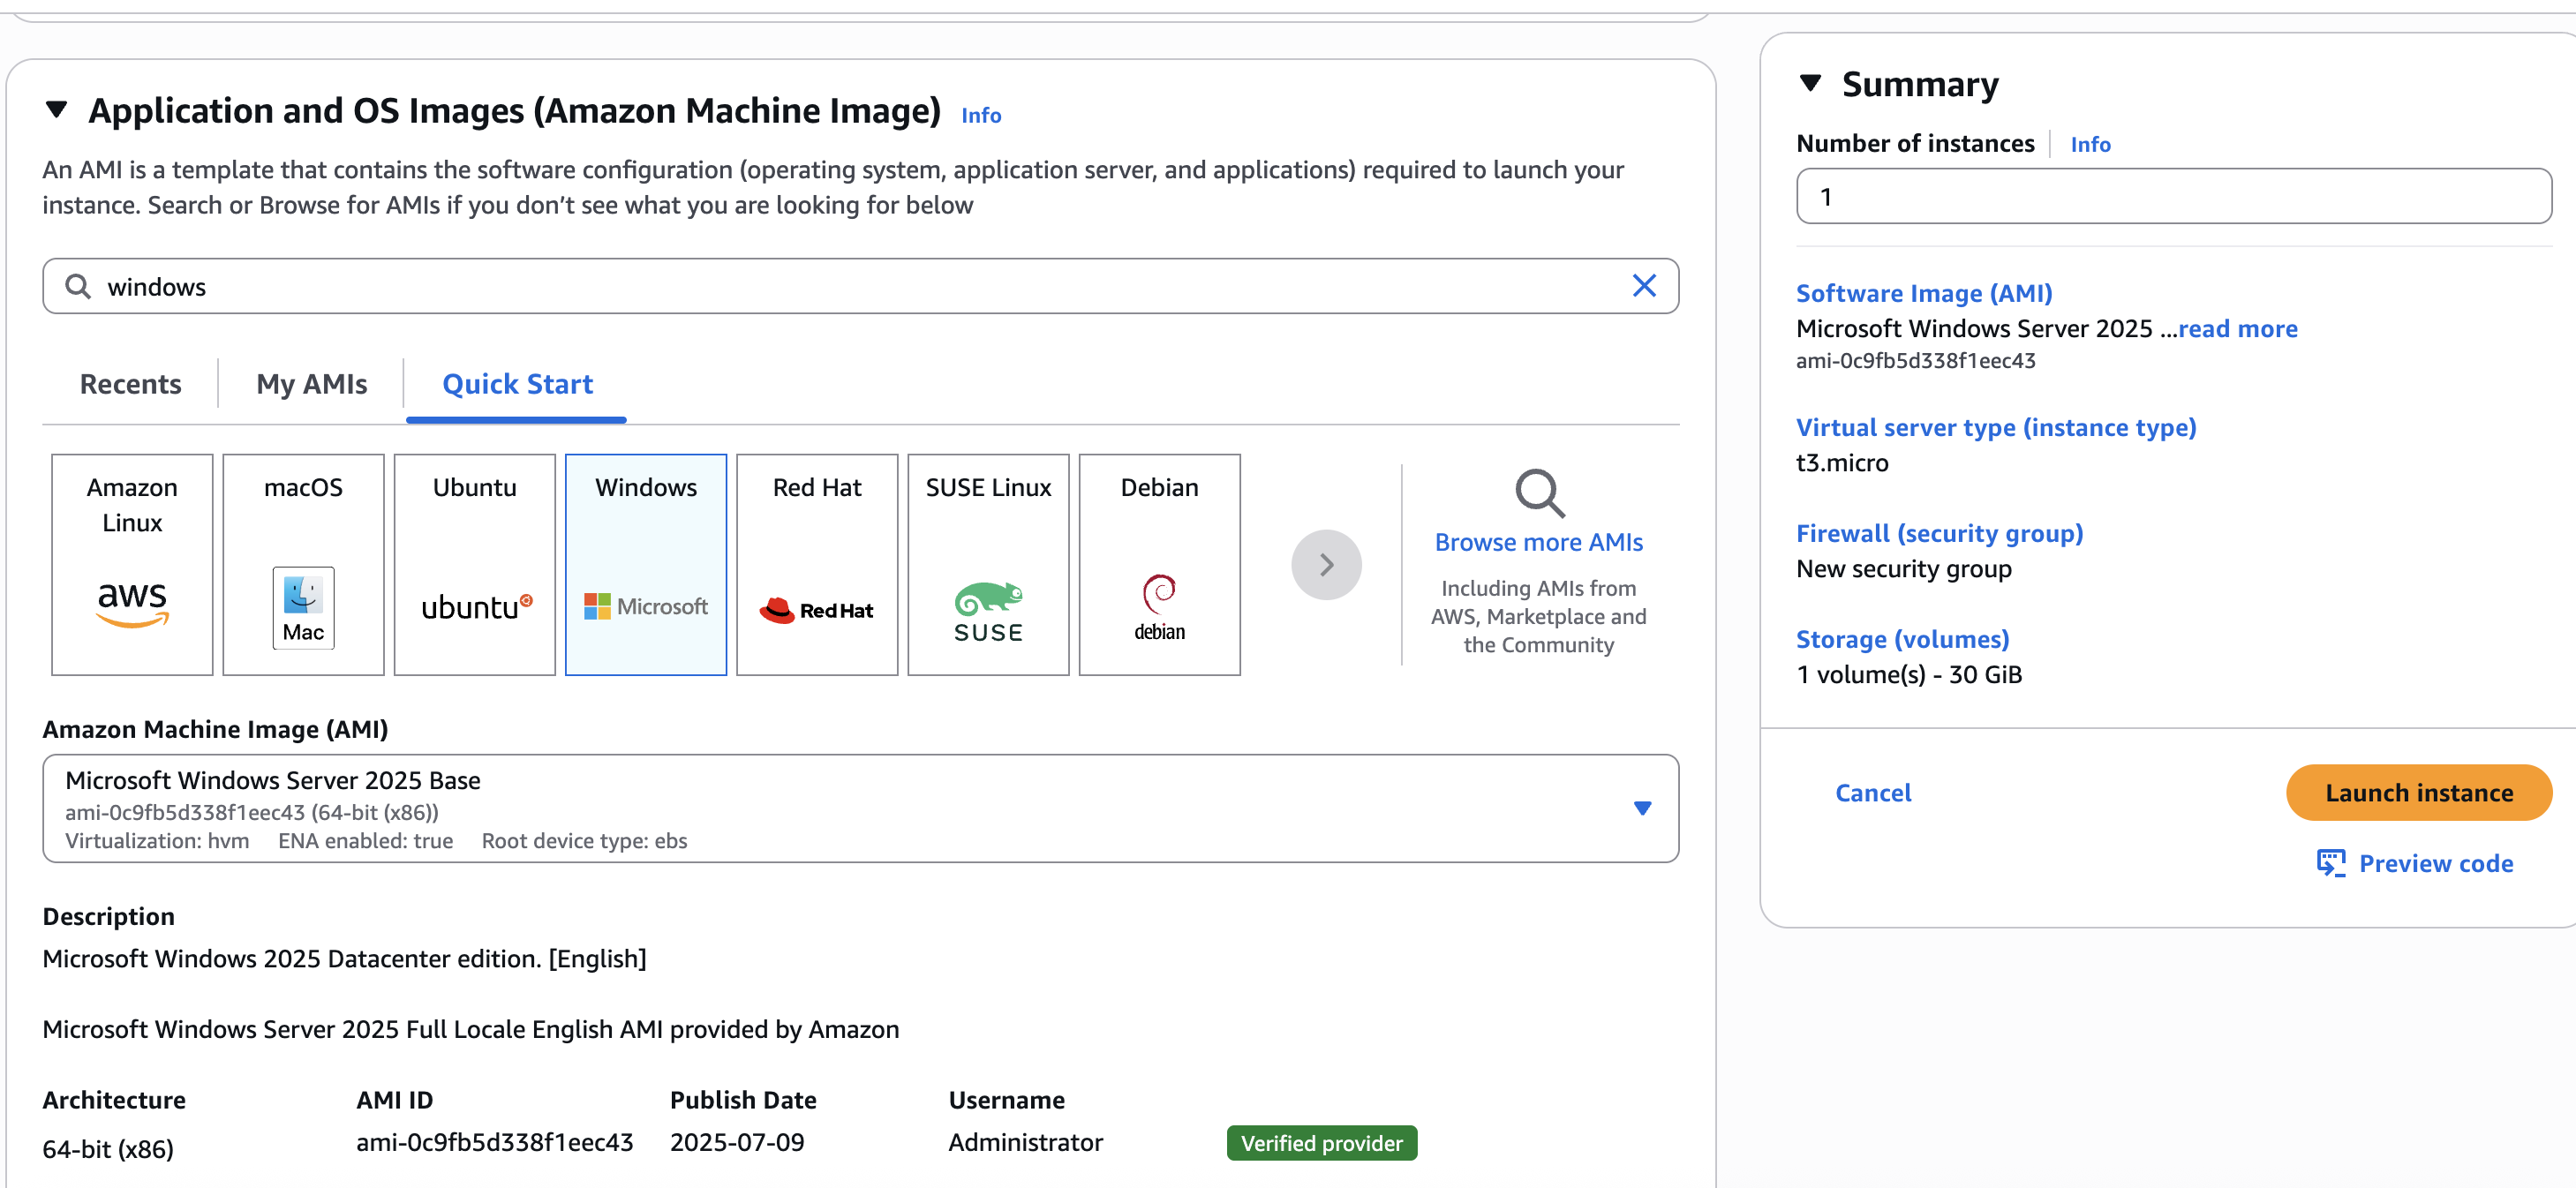 Application and OS Images (Amazon Machine Image) Info
An AMI is a template that contains the software configuration (operating system, application server, and applications) required to launch your
instance. Search or Browse for AMIs if you don’t see what you are looking for below
windows
Recents
My AMIs
Quick Start
Amazon
Linux
aws
macOS
Mac
Ubuntu
ubuntu
Windows
Microsoft
Red Hat
Red Hat
SUSE Linux
SUSE
Debian
debian
Browse more AMIs
Including AMIs from
AWS, Marketplace and
the Community
Amazon Machine Image (AMI)
Microsoft Windows Server 2025 Base
ami-0c9fb5d338f1eec43 (64-bit (x86))
Virtualization: hvm ENA enabled: true Root device type: ebs
Description
Microsoft Windows 2025 Datacenter edition. [English]
Microsoft Windows Server 2025 Full Locale English AMI provided by Amazon
Architecture
64-bit (x86)
AMI ID
ami-0c9fb5d338f1eec43
Publish Date
2025-07-09
Username
Administrator
Verified provider
Summary
Number of instances Info
1
Software Image (AMI)
Microsoft Windows Server 2025 ...read more
ami-0c9fb5d338f1eec43
Virtual server type (instance type)
t3.micro
Firewall (security group)
New security group
Storage (volumes)
1 volume(s) - 30 GiB
Cancel
Launch instance
Preview code